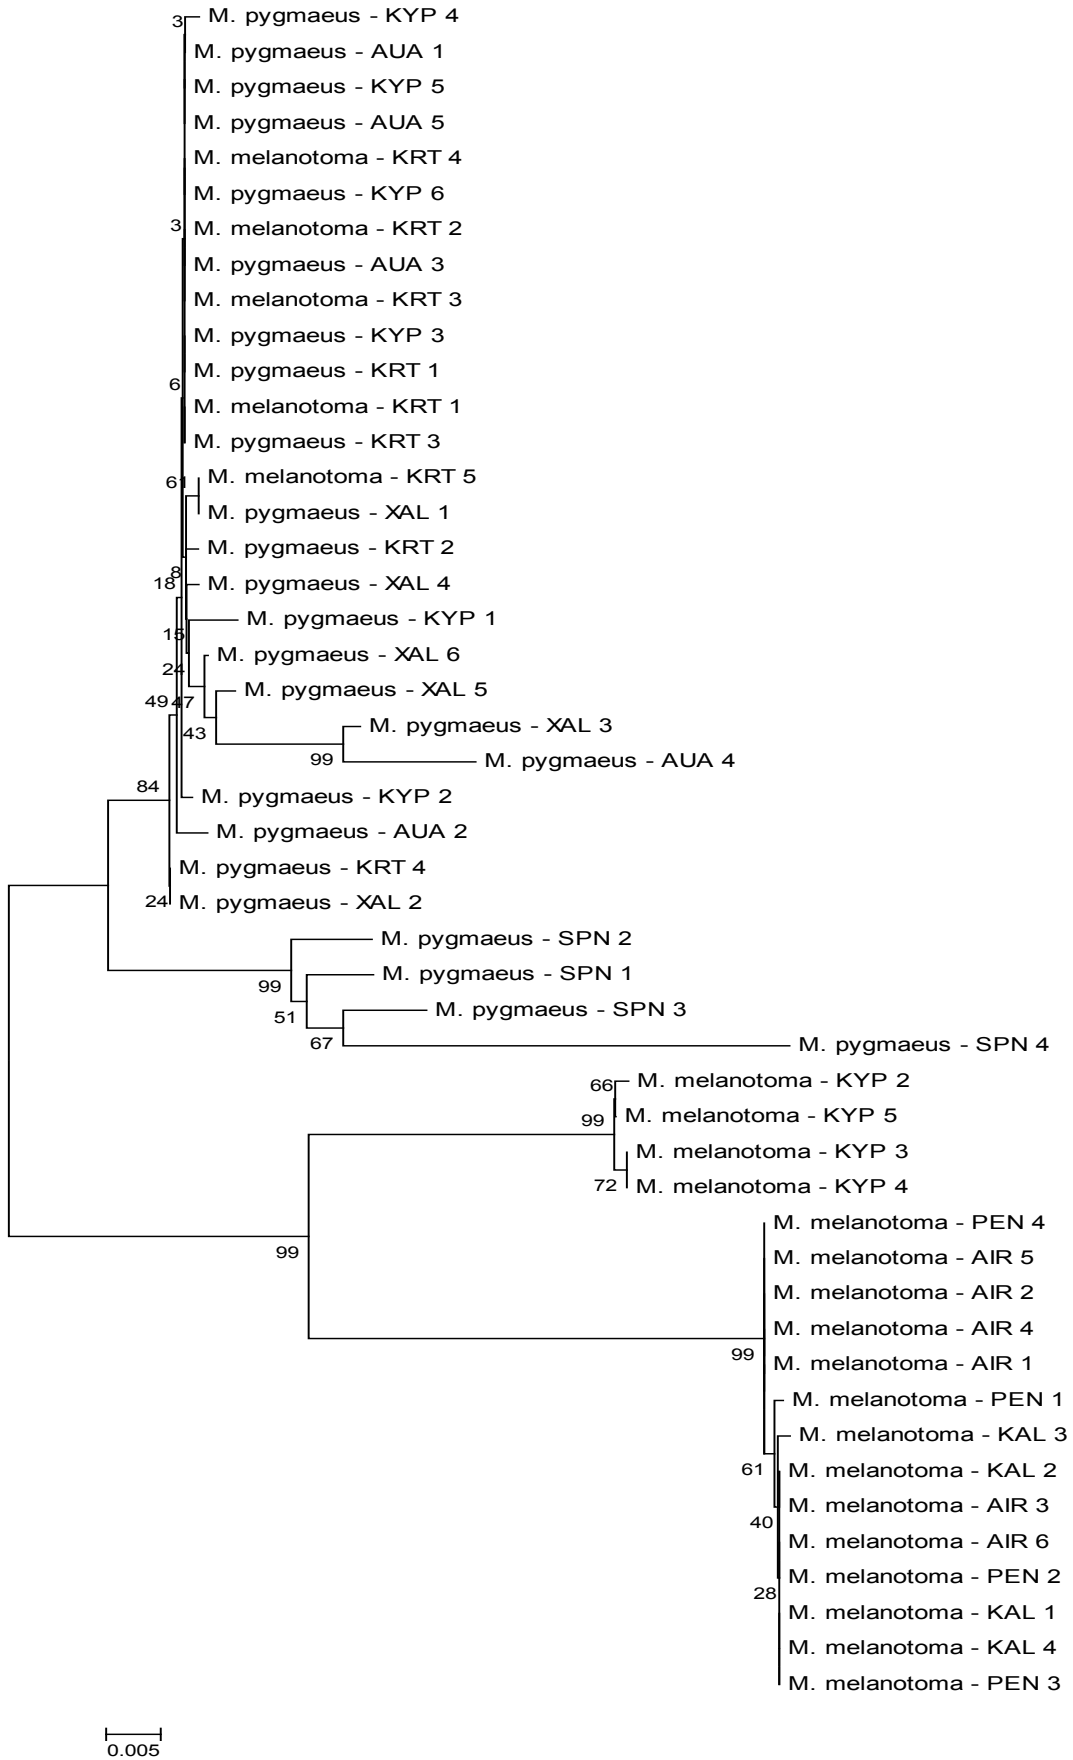 3
M. pygmaeus - KYP 4
M. pygmaeus - AUA 1
M. pygmaeus - KYP 5
M. pygmaeus - AUA 5
M. melanotoma - KRT 4
M. pygmaeus - KYP 6
3
M. melanotoma - KRT 2
M. pygmaeus - AUA 3
M. melanotoma - KRT 3
M. pygmaeus - KYP 3
M. pygmaeus - KRT 1
6
M. melanotoma - KRT 1
M. pygmaeus - KRT 3
61
M. melanotoma - KRT 5
M. pygmaeus - XAL 1
M. pygmaeus - KRT 2
8
18
M. pygmaeus - XAL 4
M. pygmaeus - KYP 1
15
M. pygmaeus - XAL 6
24
M. pygmaeus - XAL 5
49
47
M. pygmaeus - XAL 3
43
99
M. pygmaeus - AUA 4
84
M. pygmaeus - KYP 2
M. pygmaeus - AUA 2
M. pygmaeus - KRT 4
24
M. pygmaeus - XAL 2
M. pygmaeus - SPN 2
M. pygmaeus - SPN 1
99
M. pygmaeus - SPN 3
51
67
M. pygmaeus - SPN 4
66
M. melanotoma - KYP 2
99
M. melanotoma - KYP 5
M. melanotoma - KYP 3
72
M. melanotoma - KYP 4
M. melanotoma - PEN 4
99
M. melanotoma - AIR 5
M. melanotoma - AIR 2
M. melanotoma - AIR 4
99
M. melanotoma - AIR 1
M. melanotoma - PEN 1
M. melanotoma - KAL 3
61
M. melanotoma - KAL 2
M. melanotoma - AIR 3
40
M. melanotoma - AIR 6
M. melanotoma - PEN 2
28
M. melanotoma - KAL 1
M. melanotoma - KAL 4
M. melanotoma - PEN 3
0.005